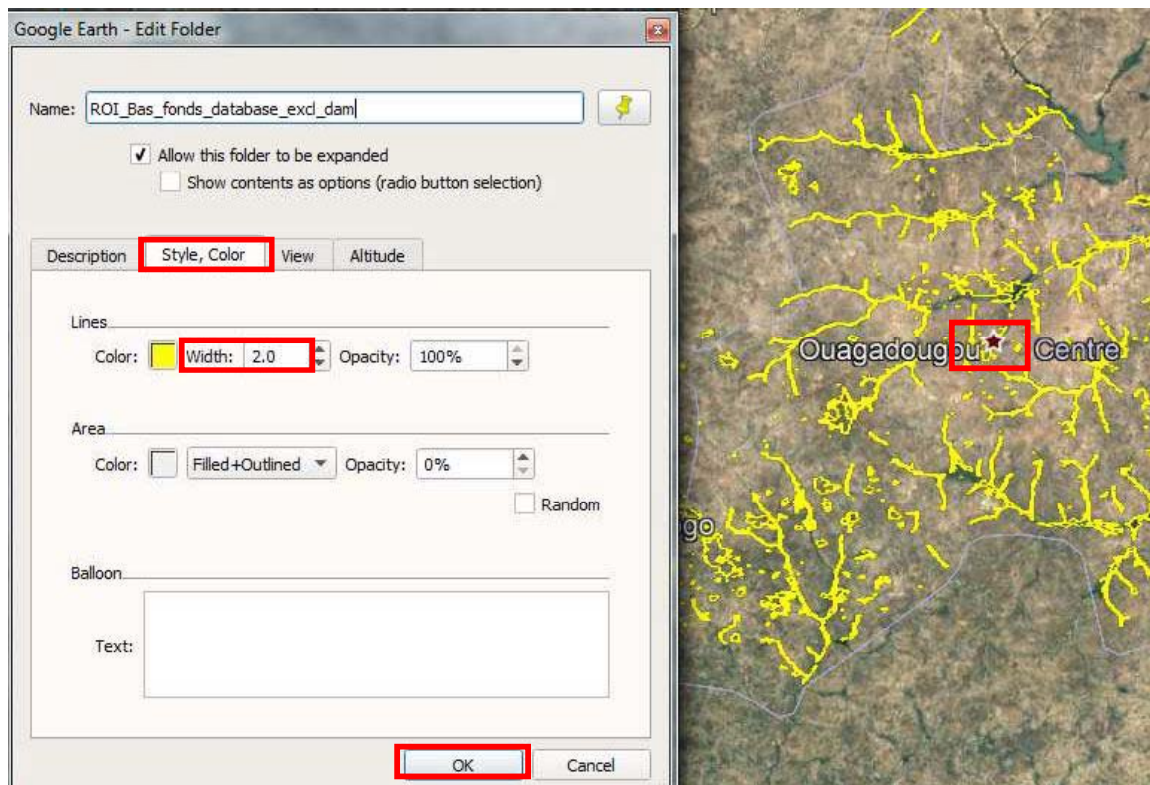 Google Earth - Edit Folder
Name: ROI_Bas_fonds_database_excl_dam
Allow this folder to be expanded
Show contents as options (radio button selection)
Description Style, Color View Altitude
Lines
Color: Width: 2.0 Opacity: 100%
Area
Color: Filled+Outlined Opacity: 0%
Random
Balloon
Text:
OK Cancel
Ouagadougou Centre
go